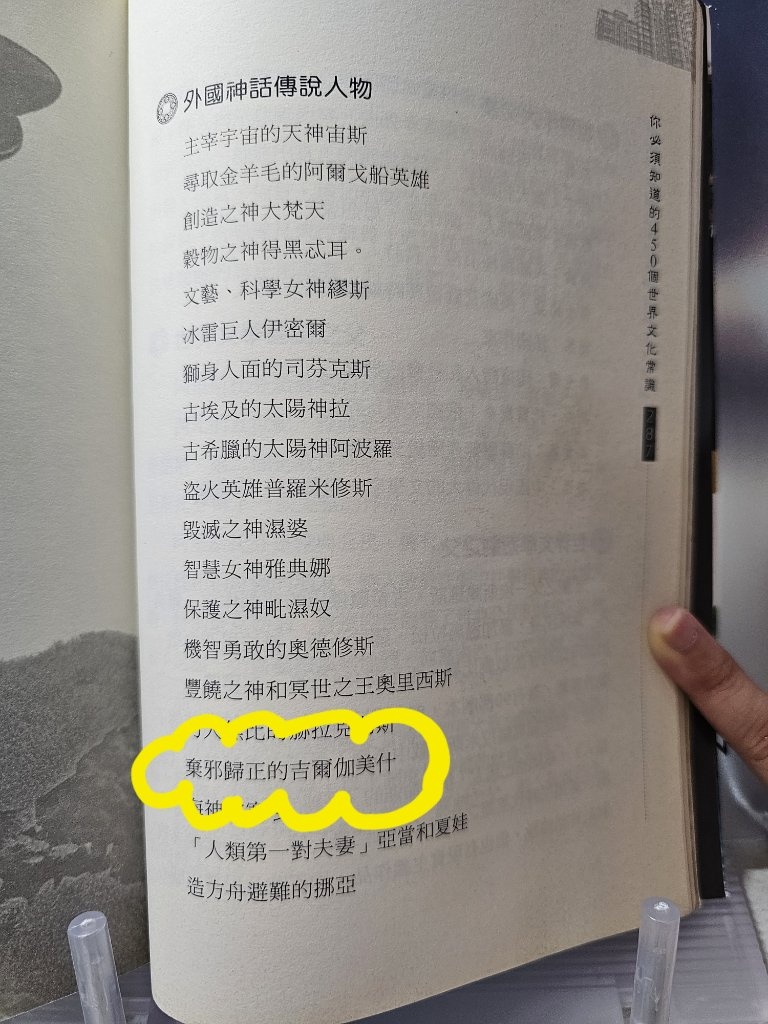 外國神話傳說人物
主宰宇宙的天神宙斯
尋取金羊毛的阿爾戈船英雄
創造之神大梵天
穀物之神得黑忒耳。
文藝、科學女神繆斯
冰雷巨人伊密爾
獅身人面的司芬克斯
古埃及的太陽神拉
古希臘的太陽神阿波羅
盜火英雄普羅米修斯
毀滅之神濕婆
智慧女神雅典娜
保護之神毗濕奴
機智勇敢的奧德修斯
豐饒之神和冥世之王奧里西斯
棄邪歸正的吉爾伽美什
海神
「人類第一對夫妻」亞當和夏娃
造方舟避難的挪亞
你必須知道的450個世界文化常識
287